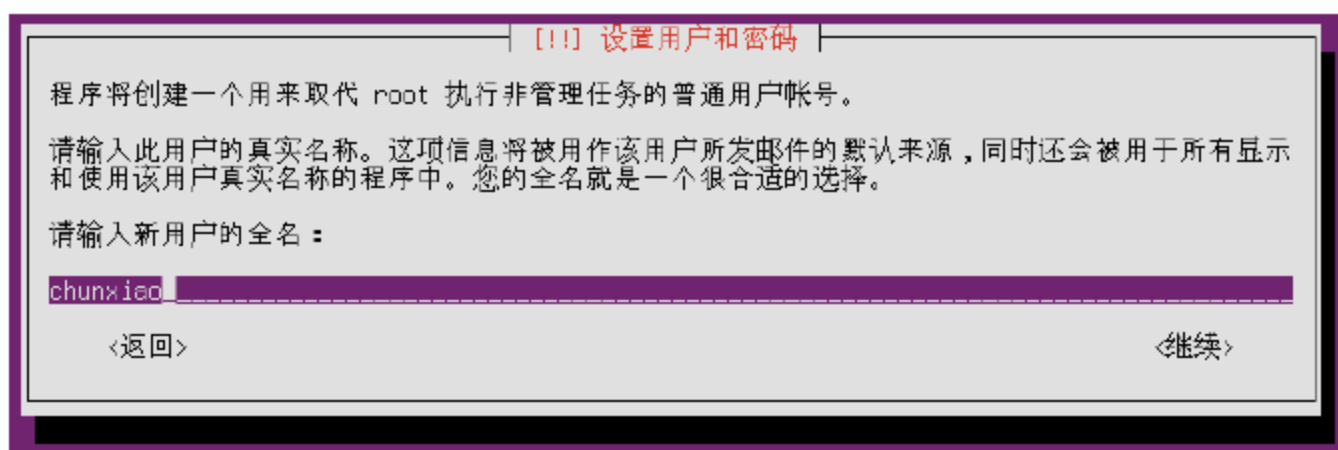 [!!] 设置用户和密码
程序将创建一个用来取代 root 执行非管理任务的普通用户帐号。
请输入此用户的真实名称。这项信息将被用作该用户所发邮件的默认来源,同时还会被用于所有显示
和使用该用户真实名称的程序中。您的全名就是一个很合适的选择。
请输入新用户的全名：
chunxiao
<返回>
<继续>